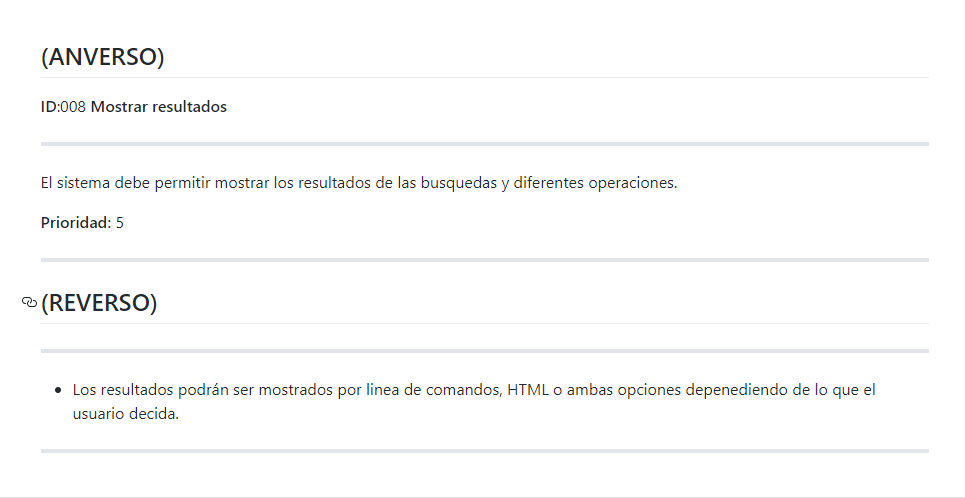 (ANVERSO)
ID:008 Mostrar resultados
El sistema debe permitir mostrar los resultados de las busquedas y diferentes operaciones.
Prioridad: 5
(REVERSO)
• Los resultados podrán ser mostrados por linea de comandos, HTML o ambas opciones depenediendo de lo que el
usuario decida.